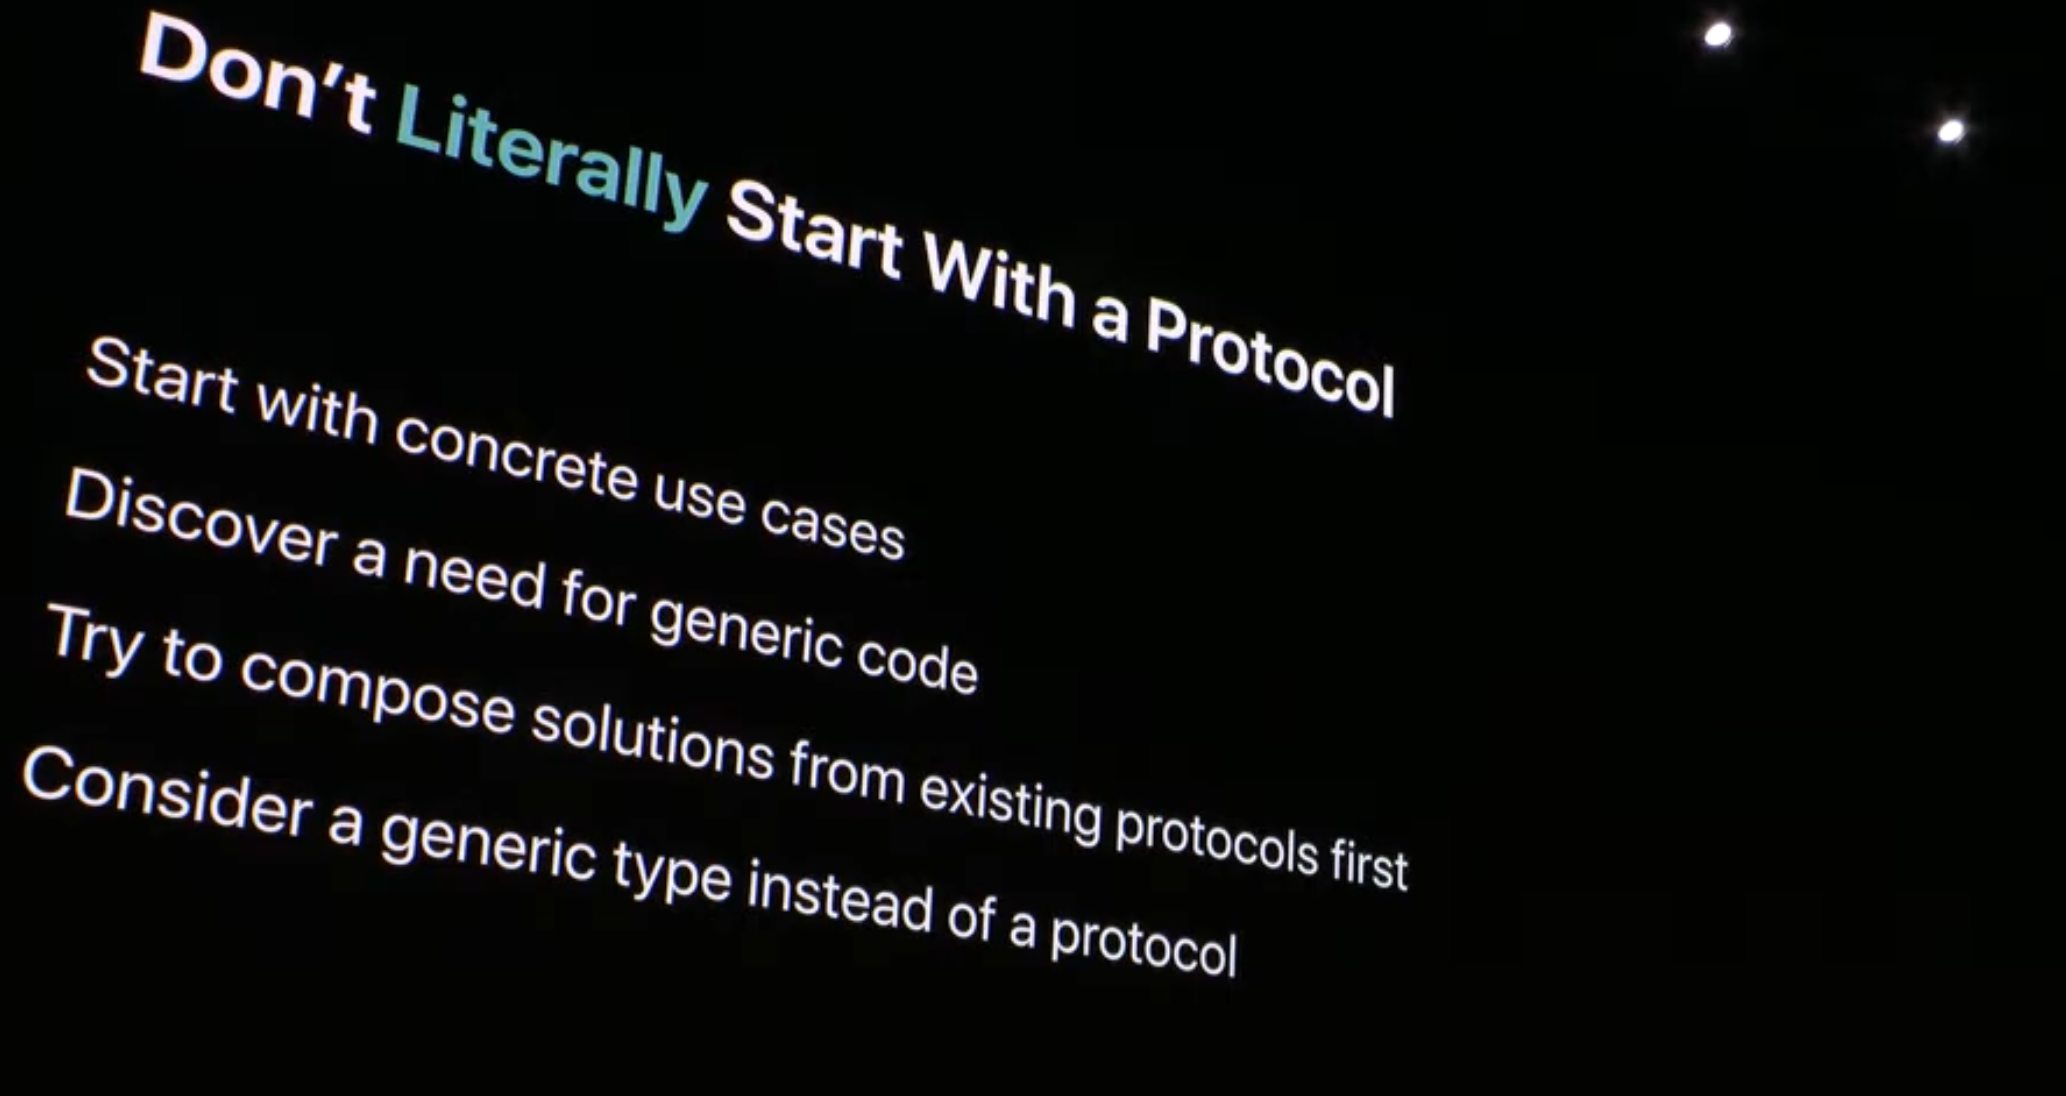 Don’t Literally Start With a Protocol
Start with concrete use cases
Discover a need for generic code
Try to compose solutions from existing protocols first
Consider a generic type instead of a protocol